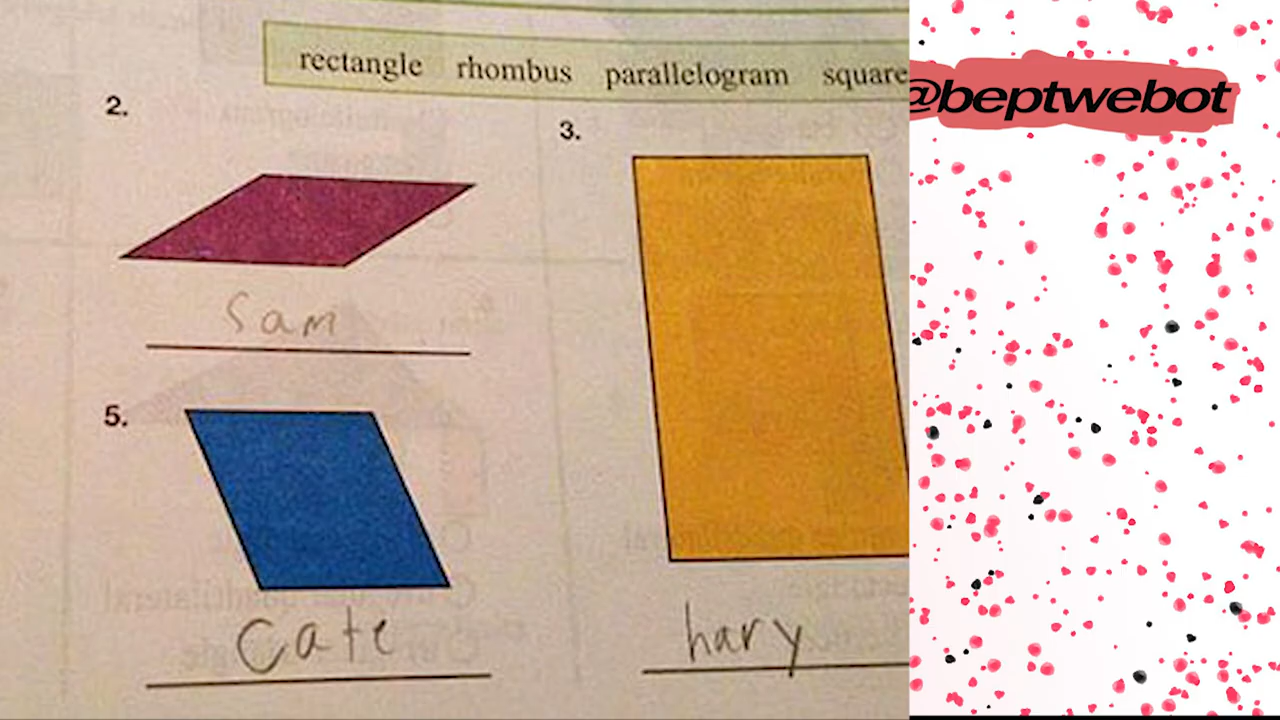 rectangle rhombus parallelogram square
@beptwebot
2.
3.
Sam
5.
Cate
hary